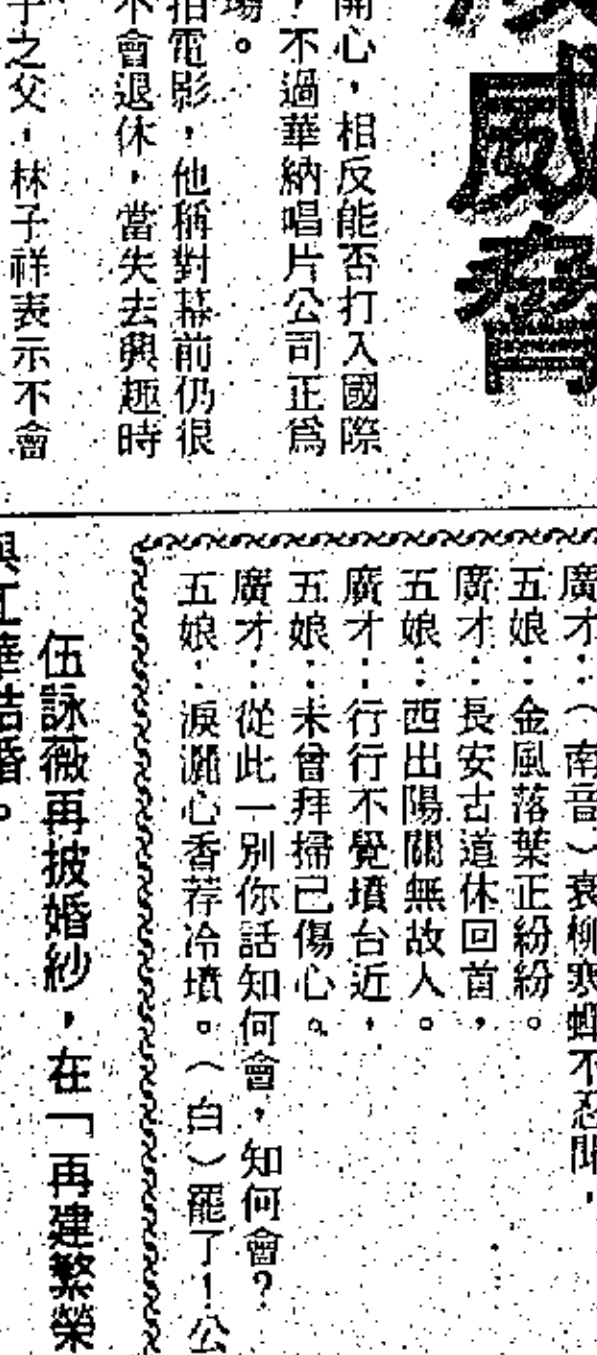 威
開心，相反能否打入國際
，不過華納唱片公司正爲
場。
拍電影，他稱對幕前仍很
不會退休，當失去興趣時
子之父，林子祥表示不會
廣才：（南音）衰柳寒蟬不忍聞，
五娘：金風落葉正紛紛。
廣才：長安古道休回首，
五娘：西出陽關無故人。
廣才：行行不覺墳台近，
五娘：未曾拜掃已傷心。
廣才：從此一別你話知何會，知何會？
五娘：淚灑心香荐冷墳。（白）罷了！公
伍詠薇再披婚紗，在「再建繁榮
與江華結婚。